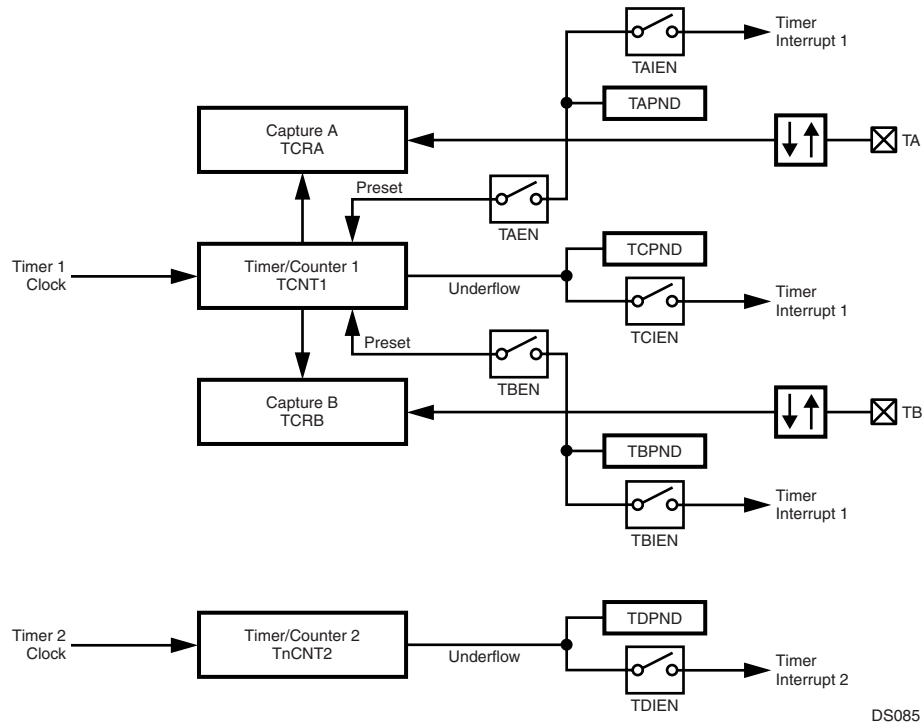 Timer
Interrupt 1
TAIEN
TAPND
Capture A
TCRA
TA
Preset
TAEN
TCPND
Timer 1
Clock
Timer/Counter 1
TCNT1
Underflow
Timer
Interrupt 1
TCIEN
Preset
TBEN
Capture B
TCRB
TB
TBPND
Timer
Interrupt 1
TBIEN
TDPND
Timer 2
Clock
Timer/Counter 2
TnCNT2
Underflow
Timer
Interrupt 2
TDIEN
DS085